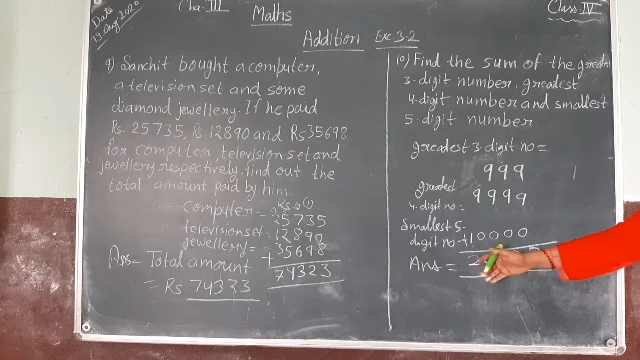 Date
19-Aug-2020
Cha-III
Maths
Class IV
Addition Exe 3.2
9) Sanchit bought a computer,
a television set and some
diamond jewellery. If he paid
Rs. 25735, Rs 12890 and Rs 35698
for computer, television set and
jewellery respectively, find out the
total amount paid by him.
computer =
25735
television set =
12890
jewellery =
+ 35698
74323
Ans- Total amount
= Rs 74333
10) Find the sum of the greatest
3-digit number, greatest
4-digit number and smallest
5-digit number
greatest 3-digit no =
999
greatest
4-digit no =
9999
Smallest 5-
digit no = +10000
Ans = 2